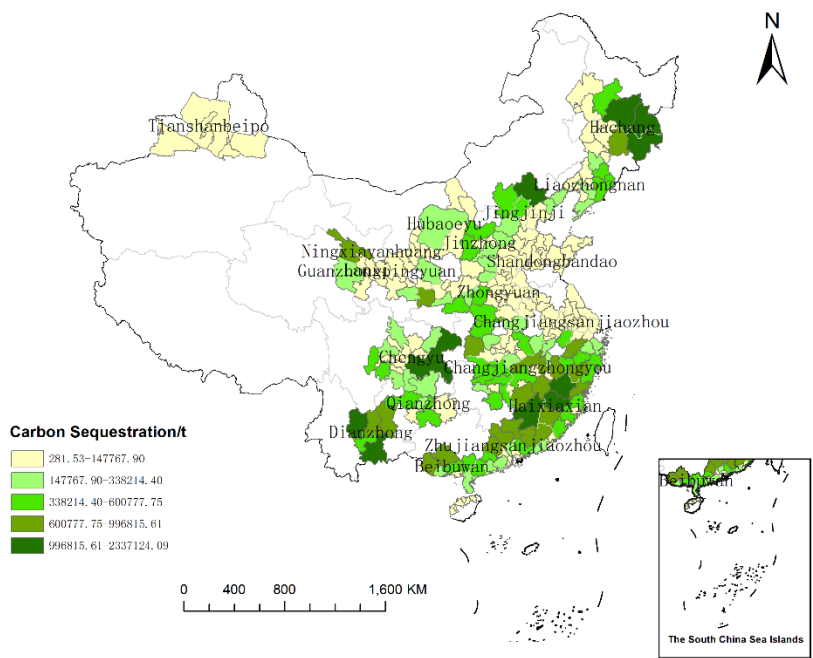 N
Tianshanbeipo
Hachang
Liaozhongnan
Jingjinji
Hubaoeyu
Jinzhong
Ningxiayanhuang
Shandongbandao
Zhongyuan
Changjiangsanjiaozhou
Chengyu
Changjiangzhongyou
Qianzhong
Haixiaxian
Dianzhong
Zhujiangsanjiaozhou
Beibuwan
Carbon Sequestration/t
281.53-147767.90
147767.90-338214.40
338214.40-600777.75
600777.75-996815.61
996815.61-2337124.09
0 400 800 1,600 KM
Beibuwan
The South China Sea Islands